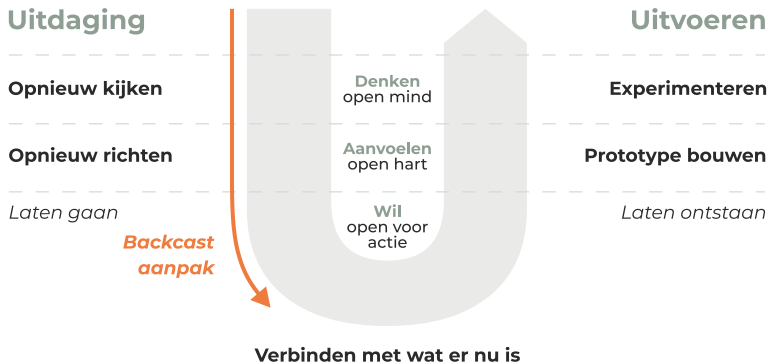 Uitdaging
Uitvoeren
Opnieuw kijken
Denken
open mind
Experimenteren
Opnieuw richten
Aanvoelen
open hart
Prototype bouwen
Laten gaan
Wil
open voor
actie
Laten ontstaan
Backcast
aanpak
Verbinden met wat er nu is